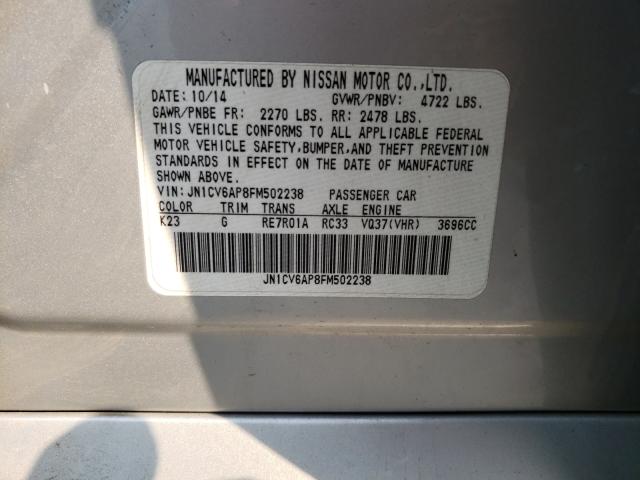 MANUFACTURED BY NISSAN MOTOR CO.,LTD.
DATE: 10/14 GVWR/PNBV: 4722 LBS.
GAWR/PNBE FR: 2270 LBS. RR: 2478 LBS.
THIS VEHICLE CONFORMS TO ALL APPLICABLE FEDERAL
MOTOR VEHICLE SAFETY,BUMPER,AND THEFT PREVENTION
STANDARDS IN EFFECT ON THE DATE OF MANUFACTURE
SHOWN ABOVE.
VIN: JN1CV6AP8FM502238 PASSENGER CAR
COLOR TRIM TRANS AXLE ENGINE
K23 G RE7R01A RC33 VQ37(VHR) 3696CC
JN1CV6AP8FM502238